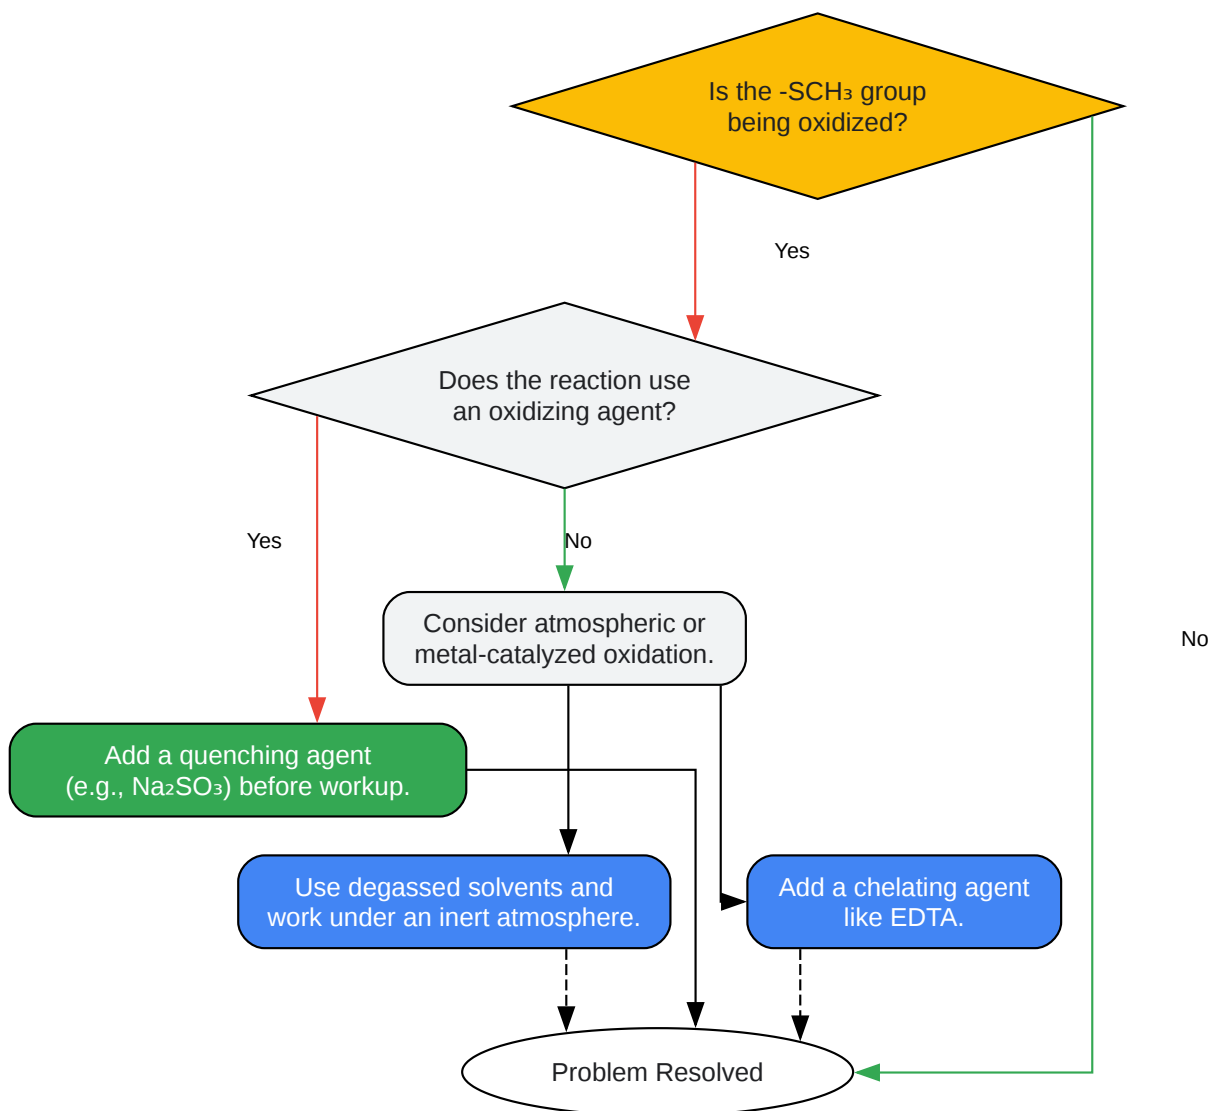 Is the -SCH₃ group
being oxidized?
Yes
Does the reaction use
an oxidizing agent?
Yes
No
Consider atmospheric or
metal-catalyzed oxidation.
No
Add a quenching agent
(e.g., Na₂SO₃) before workup.
Use degassed solvents and
work under an inert atmosphere.
Add a chelating agent
like EDTA.
Problem Resolved